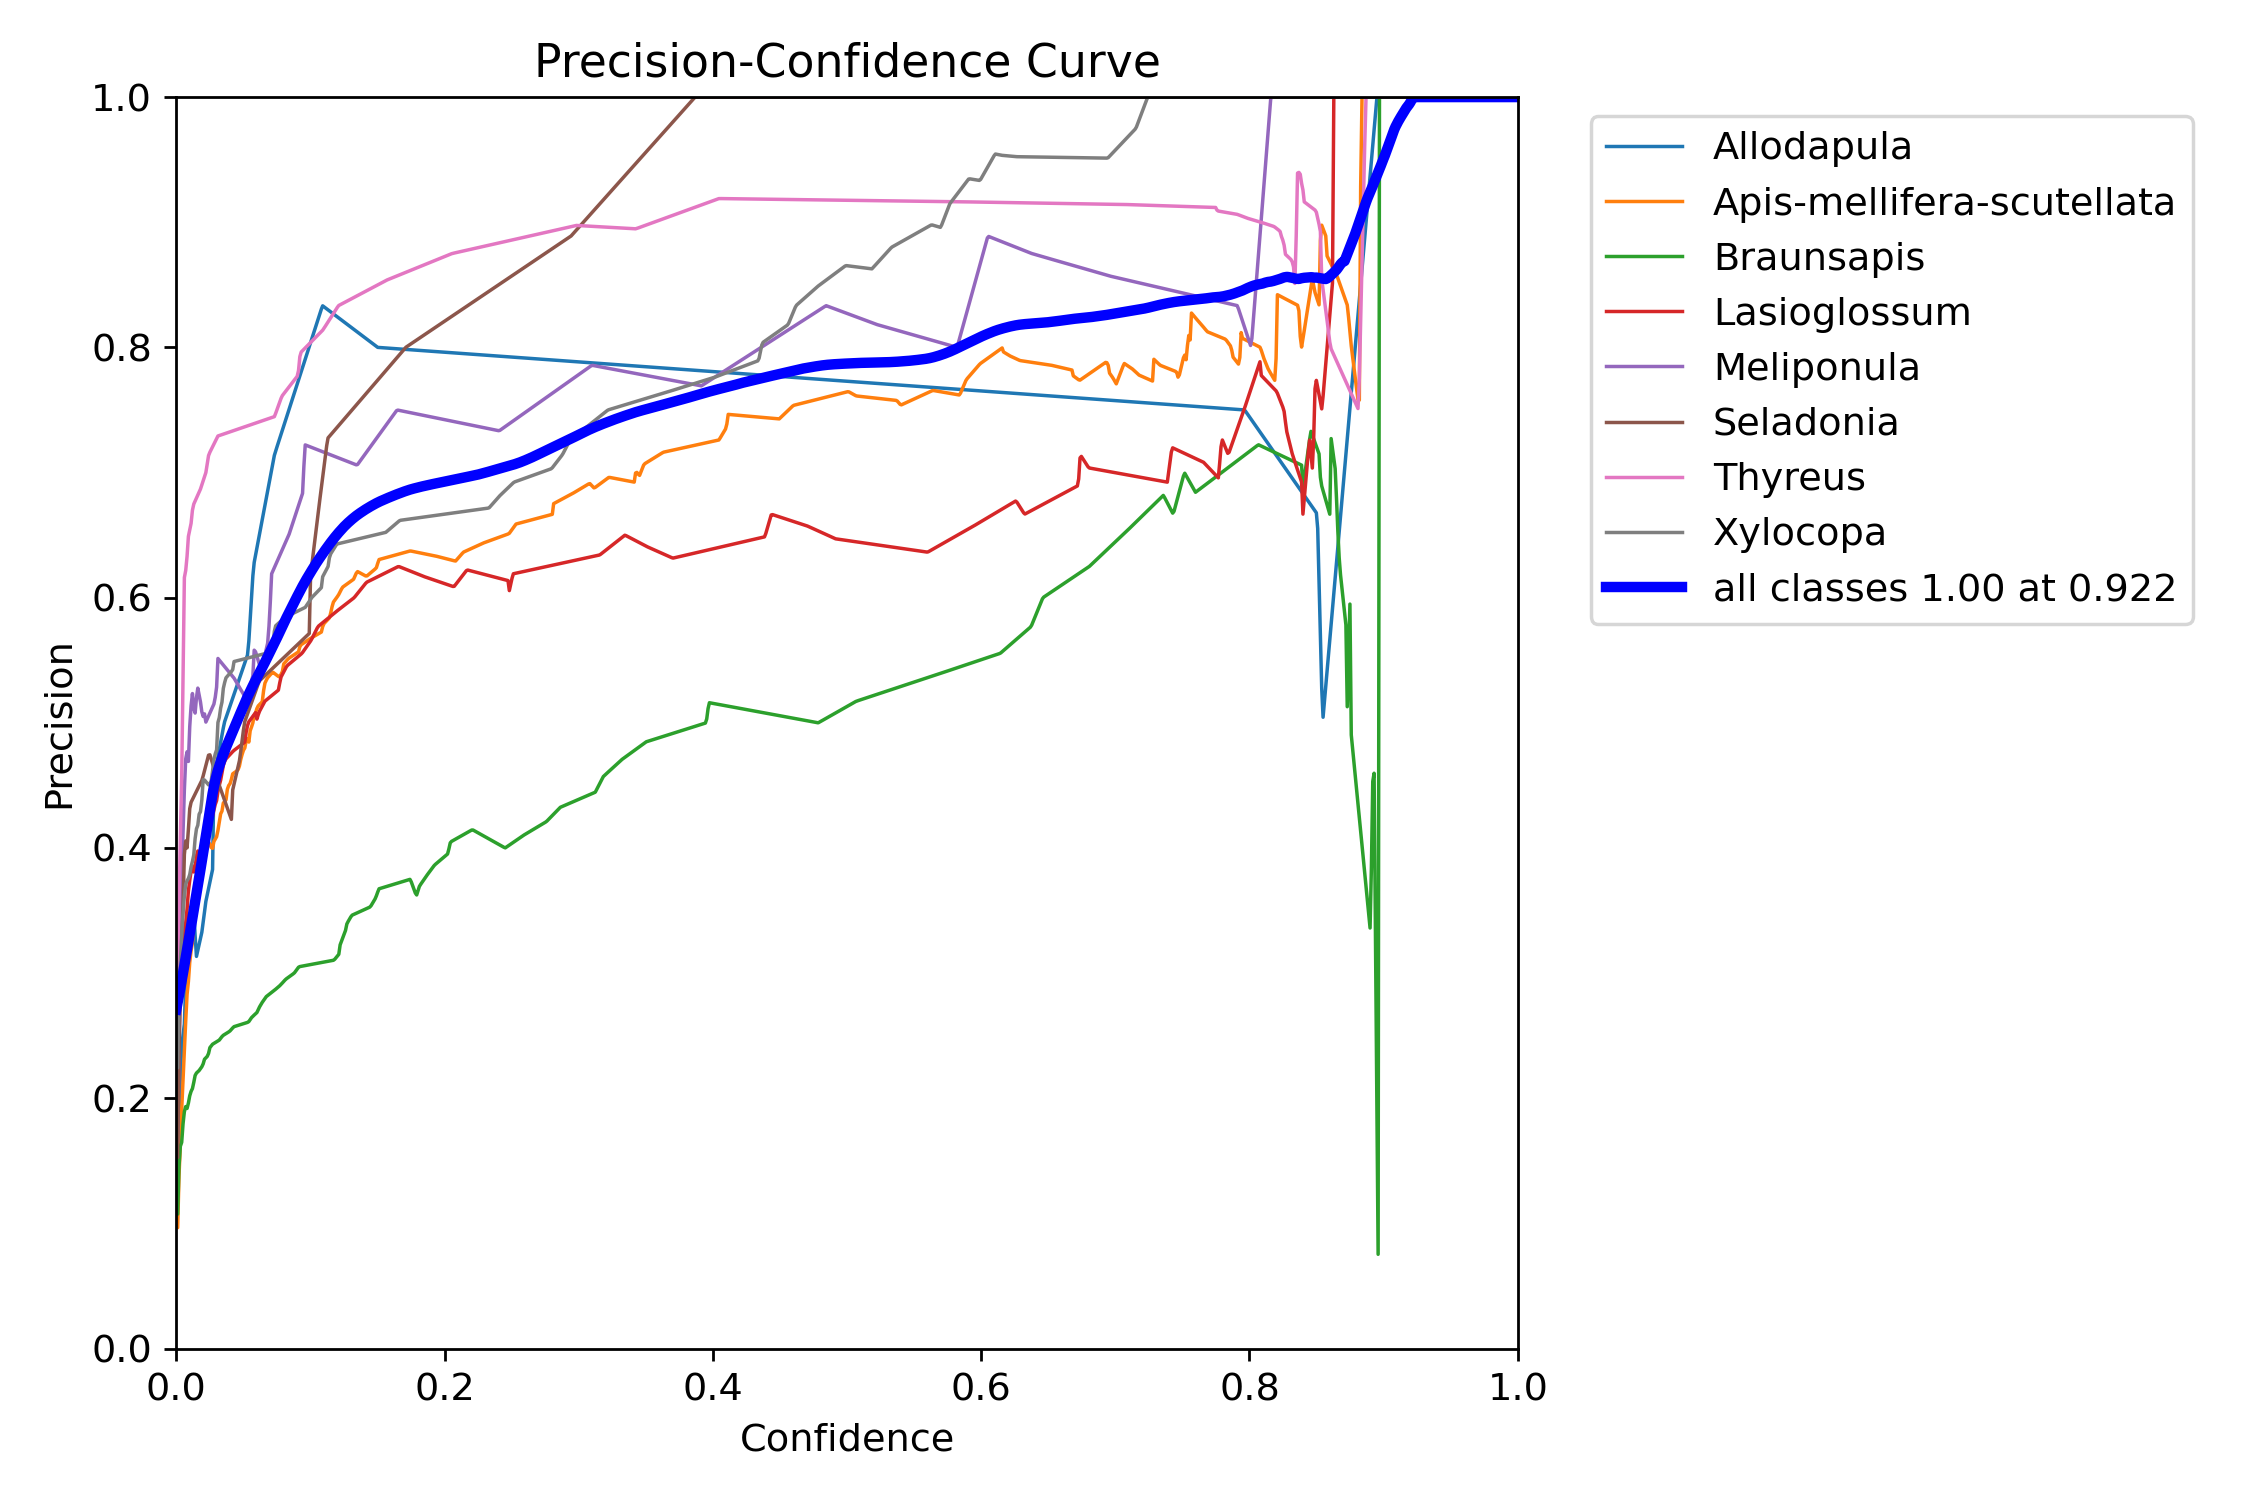 Precision-Confidence Curve
1.0
0.8
0.6
0.4
0.2
0.0
Precision
0.0 0.2 0.4 0.6 0.8 1.0
Confidence
Allodapula
Apis-mellifera-scutellata
Braunsapis
Lasioglossum
Meliponula
Seladonia
Thyreus
Xylocopa
all classes 1.00 at 0.922